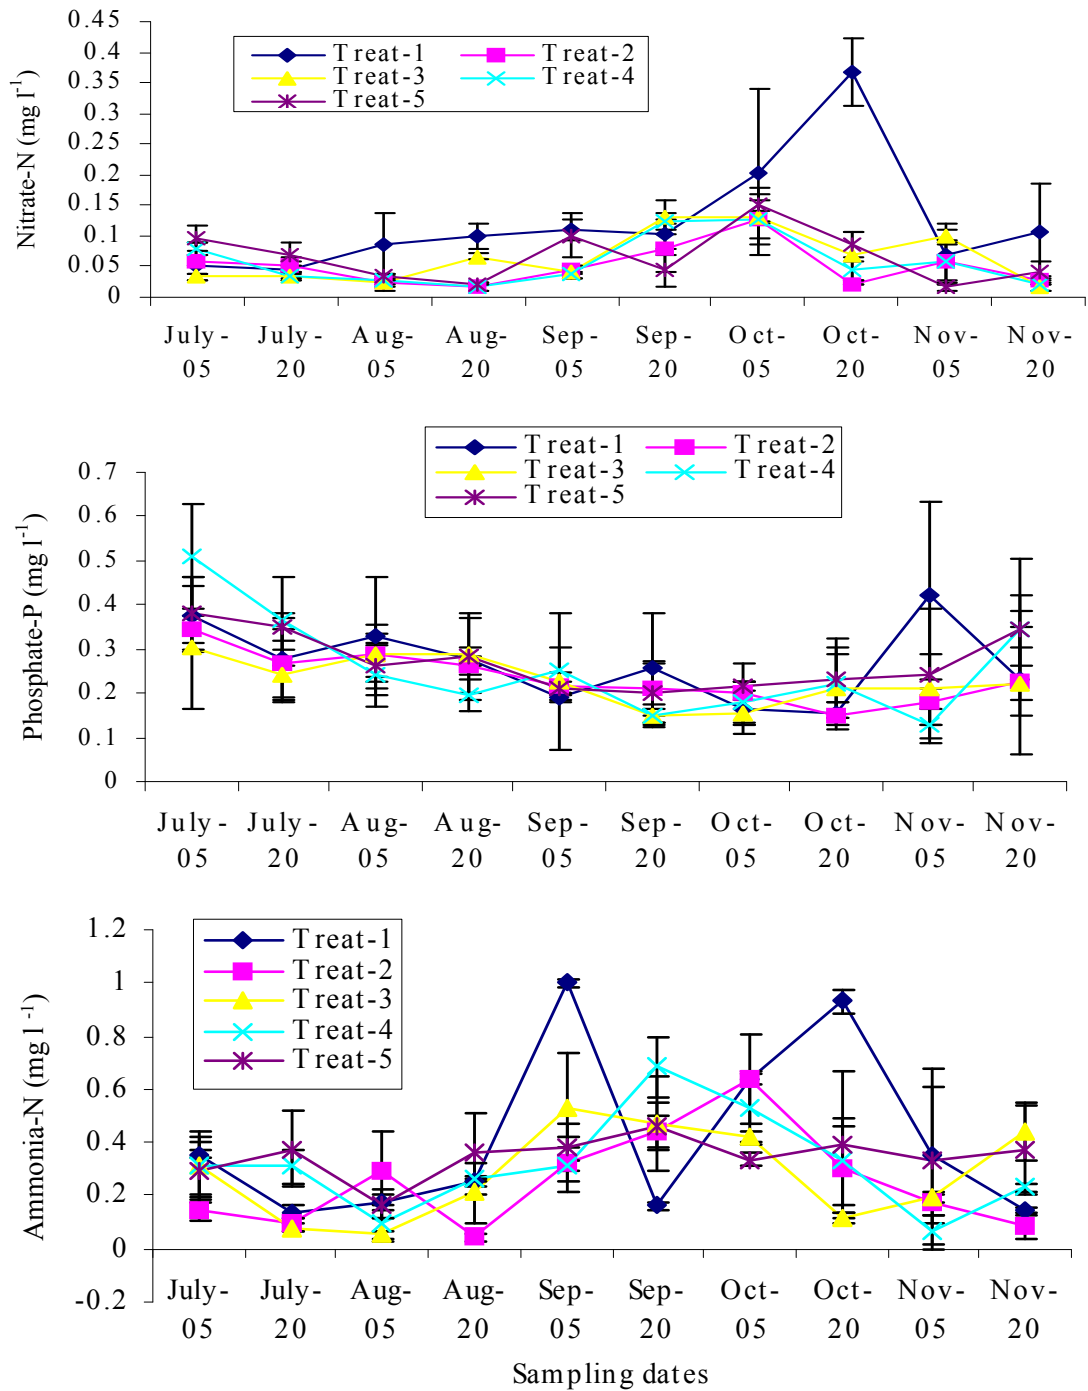 0.45
0.4
0.35
0.3
0.25
0.2
0.15
0.1
0.05
0
Nitrate-N (mg l-1)
Treat-1 Treat-2
Treat-3 Treat-4
Treat-5
July- July- Aug- Aug- Sep- Sep- Oct- Oct- Nov- Nov-
05 20 05 20 05 20 05 20 05 20
Treat-1 Treat-2
Treat-3 Treat-4
Treat-5
0.7
0.6
0.5
0.4
0.3
0.2
0.1
0
Phosphate-P (mg l-1)
July- July- Aug- Aug- Sep- Sep- Oct- Oct- Nov- Nov-
05 20 05 20 05 20 05 20 05 20
1.2
1
0.8
0.6
0.4
0.2
0
-0.2
Ammonia-N (mg l-1)
Treat-1
Treat-2
Treat-3
Treat-4
Treat-5
July- July- Aug- Aug- Sep- Sep- Oct- Oct- Nov- Nov-
05 20 05 20 05 20 05 20 05 20
Sampling dates